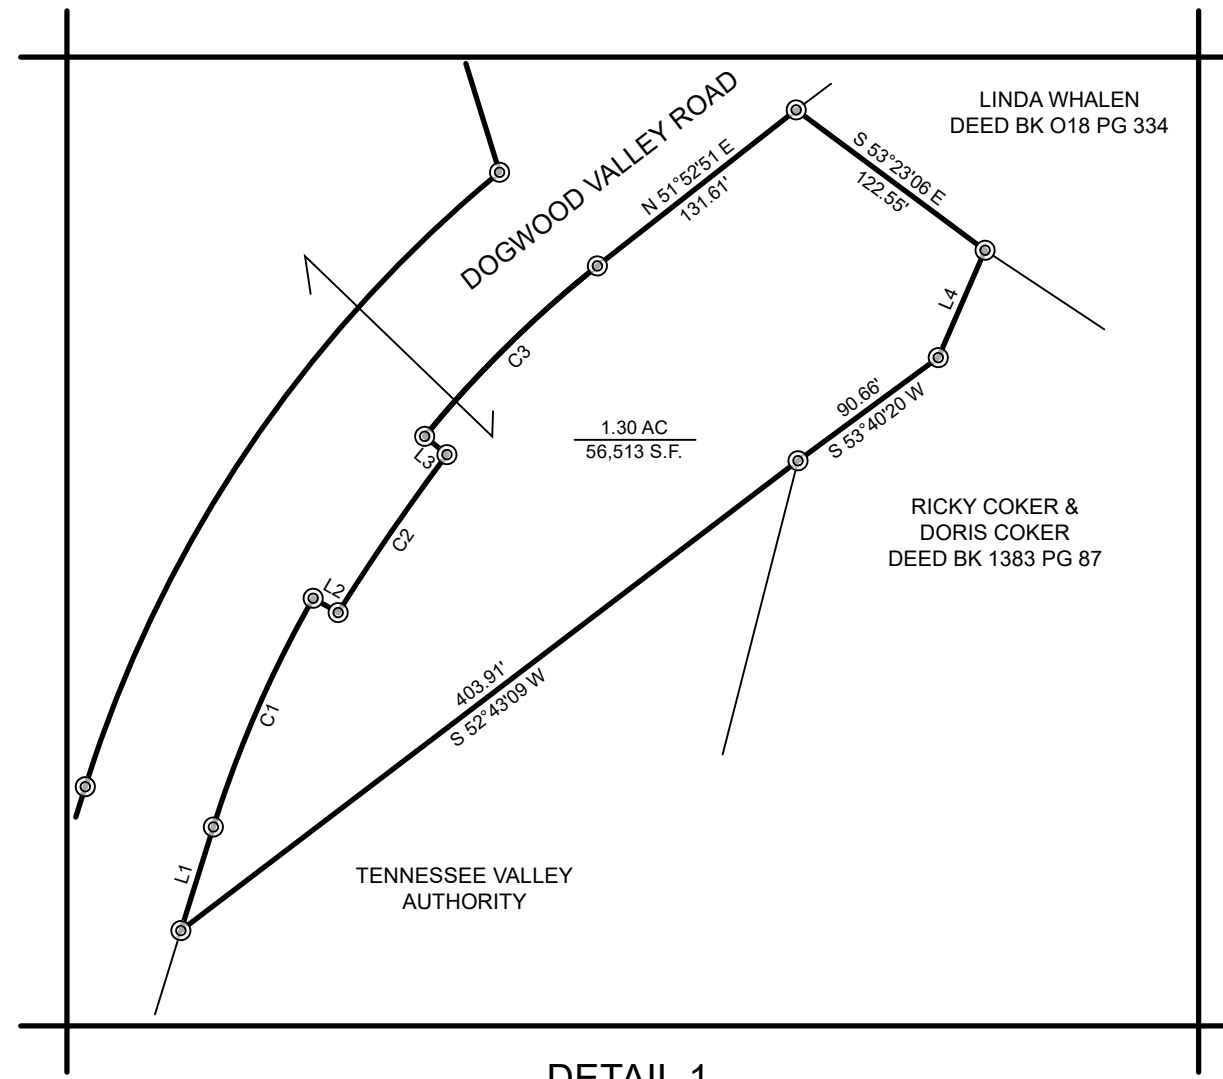 LINDA WHALEN
DEED BK O18 PG 334
DOGWOOD VALLEY ROAD
N 51°52'51 E
131.61'
S 53°23'06 E
122.55'
L4
C3
90.66'
S 53°40'20 W
1.30 AC
56,513 S.F.
L3
C2
RICKY COKER &
DORIS COKER
DEED BK 1383 PG 87
L2
403.91'
S 52°43'09 W
C1
L1
TENNESSEE VALLEY
AUTHORITY
DETAIL 1